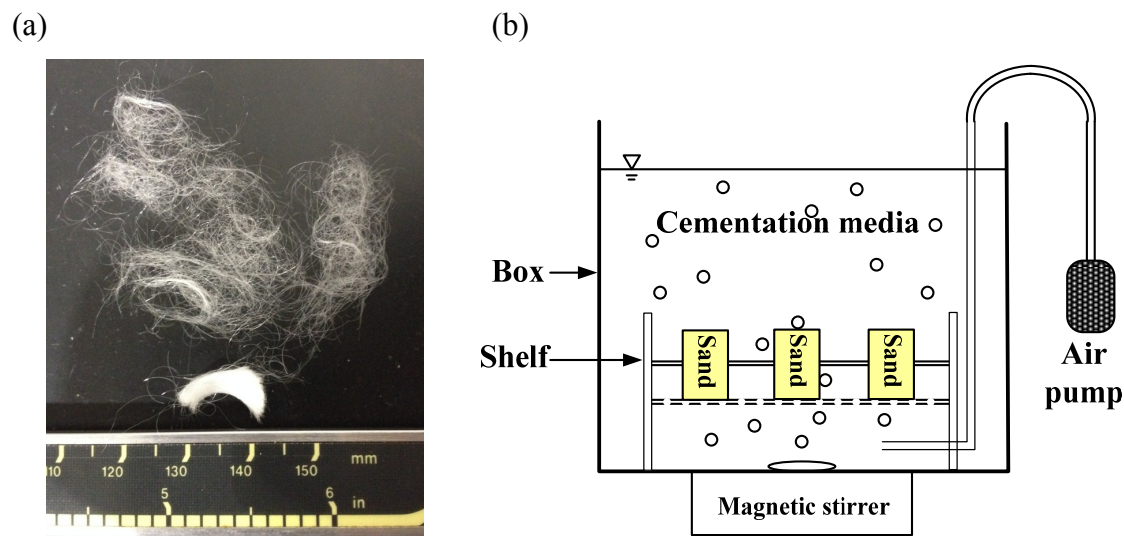 (a)
(b)
110 120 130 140 150 mm
5 6 in
Cementation media
Box
Shelf
Sand
Sand
Sand
Air
pump
Magnetic stirrer